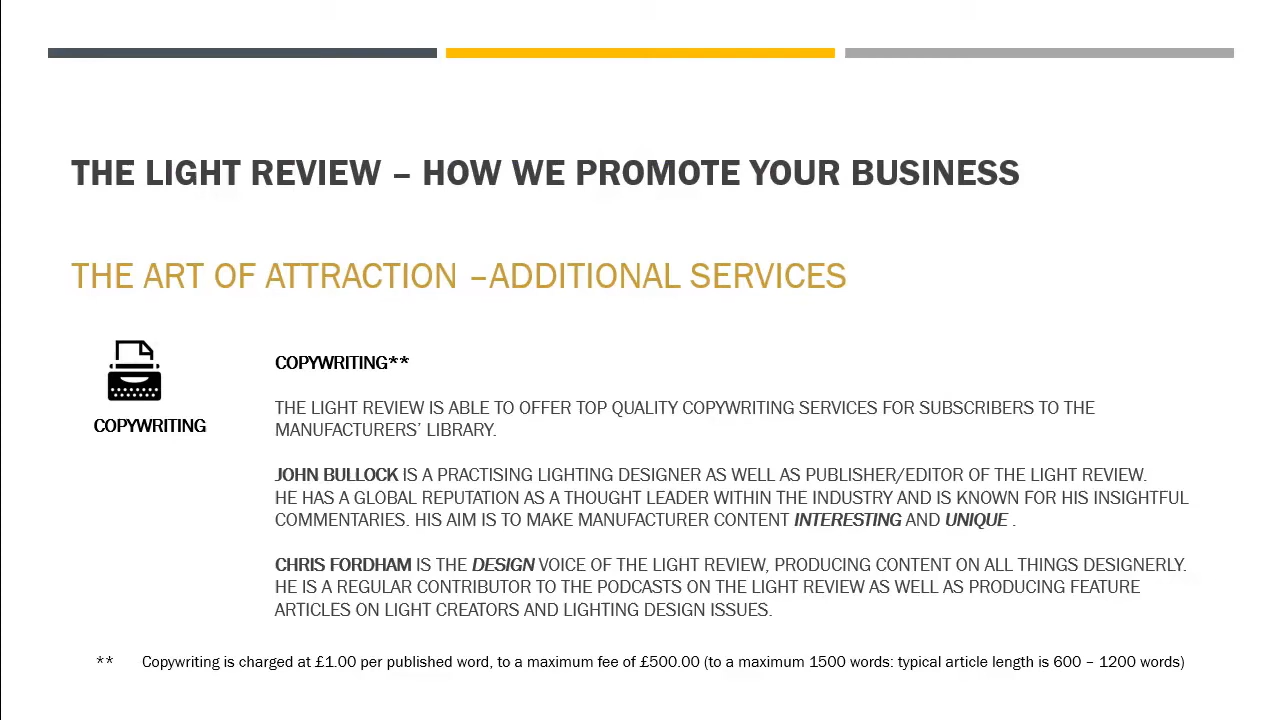 THE LIGHT REVIEW – HOW WE PROMOTE YOUR BUSINESS
THE ART OF ATTRACTION –ADDITIONAL SERVICES
COPYWRITING
COPYWRITING**
THE LIGHT REVIEW IS ABLE TO OFFER TOP QUALITY COPYWRITING SERVICES FOR SUBSCRIBERS TO THE
MANUFACTURERS’ LIBRARY.
JOHN BULLOCK IS A PRACTISING LIGHTING DESIGNER AS WELL AS PUBLISHER/EDITOR OF THE LIGHT REVIEW.
HE HAS A GLOBAL REPUTATION AS A THOUGHT LEADER WITHIN THE INDUSTRY AND IS KNOWN FOR HIS INSIGHTFUL
COMMENTARIES. HIS AIM IS TO MAKE MANUFACTURER CONTENT INTERESTING AND UNIQUE .
CHRIS FORDHAM IS THE DESIGN VOICE OF THE LIGHT REVIEW, PRODUCING CONTENT ON ALL THINGS DESIGNERLY.
HE IS A REGULAR CONTRIBUTOR TO THE PODCASTS ON THE LIGHT REVIEW AS WELL AS PRODUCING FEATURE
ARTICLES ON LIGHT CREATORS AND LIGHTING DESIGN ISSUES.
** Copywriting is charged at £1.00 per published word, to a maximum fee of £500.00 (to a maximum 1500 words: typical article length is 600 – 1200 words)